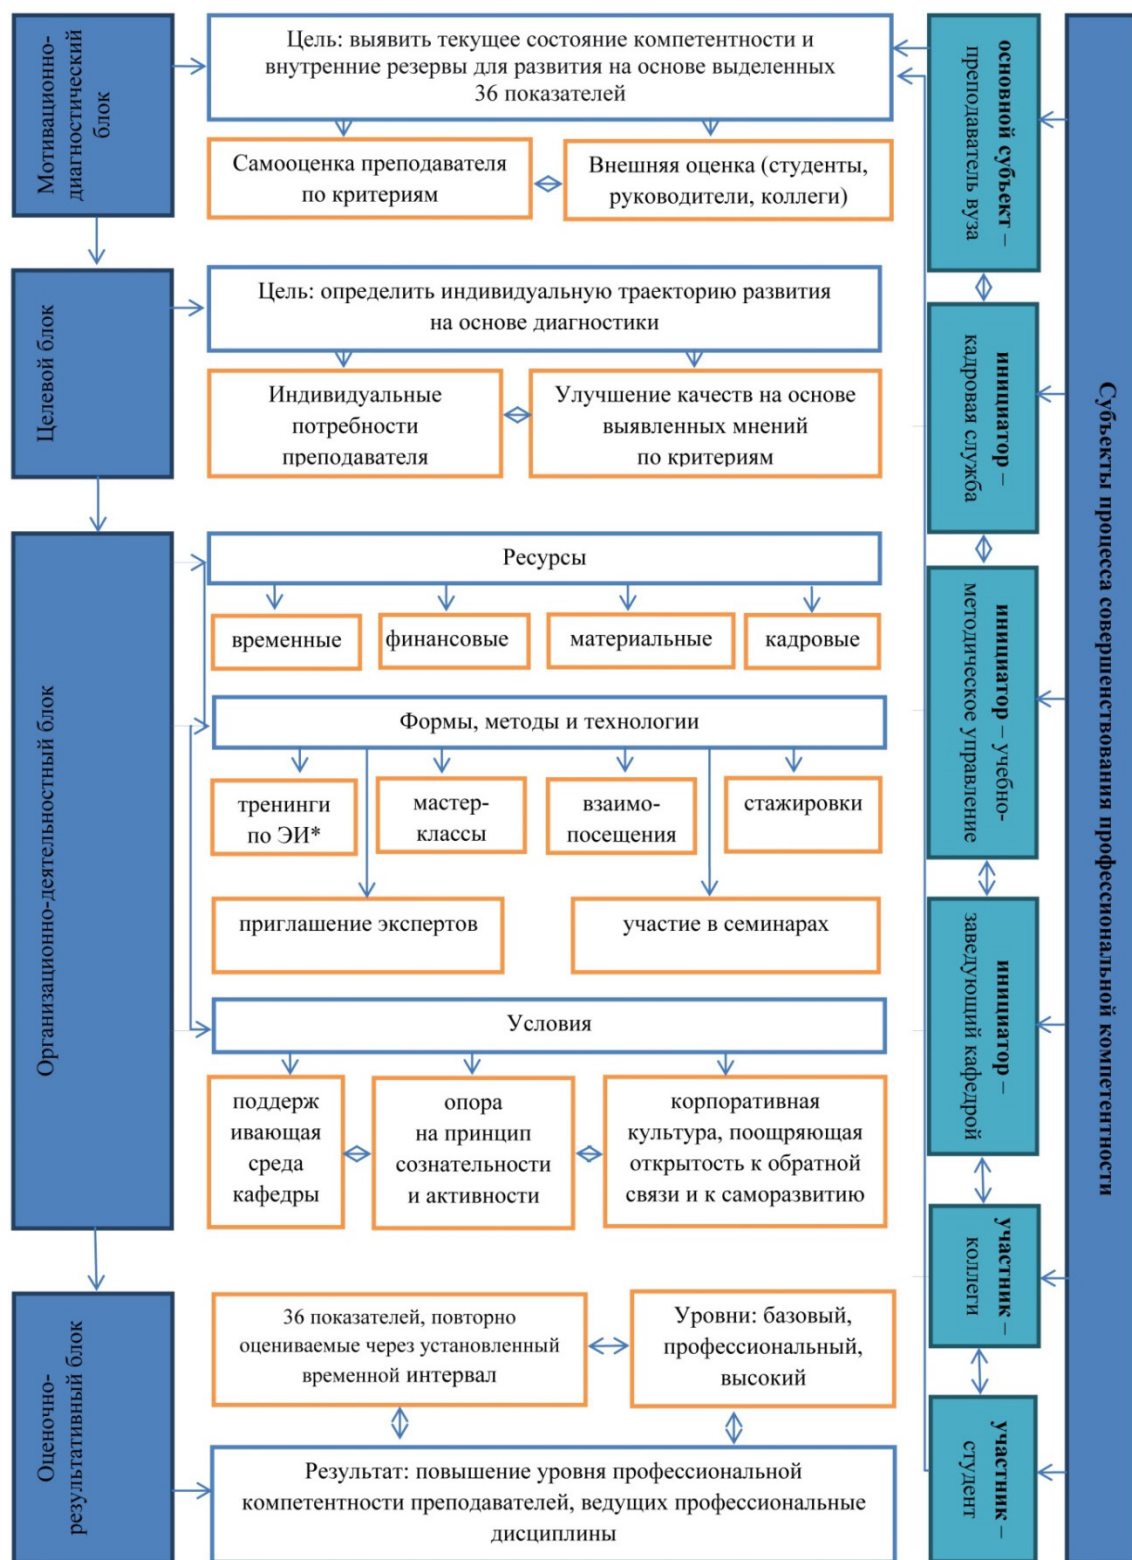 Мотивационно-
диагностический
блок
Цель: выявить текущее состояние компетентности и
внутренние резервы для развития на основе выделенных
36 показателей
Самооценка преподавателя
по критериям
Внешняя оценка (студенты,
руководители, коллеги)
Целевой блок
Цель: определить индивидуальную траекторию развития
на основе диагностики
Индивидуальные
потребности
преподавателя
Улучшение качеств на основе
выявленных мнений
по критериям
Организационно-деятельностный блок
Ресурсы
временные
финансовые
материальные
кадровые
Формы, методы и технологии
тренинги
по ЭИ*
мастер-
классы
взаимо-
посещения
стажировки
приглашение экспертов
участие в семинарах
Условия
поддерж
ивающая
среда
кафедры
опора
на принцип
сознательности
и активности
корпоративная
культура, поощряющая
открытость к обратной
связи и к саморазвитию
Оценочно-
результативный блок
36 показателей, повторно
оцениваемые через установленный
временной интервал
Уровни: базовый,
профессиональный,
высокий
Результат: повышение уровня профессиональной
компетентности преподавателей, ведущих профессиональные
дисциплины
основной субъект –
преподаватель вуза
инициатор –
кадровая служба
инициатор – учебно-
методическое управление
инициатор –
заведующий кафедрой
участник –
коллеги
участник –
студент
Субъекты процесса совершенствования профессиональной компетентности